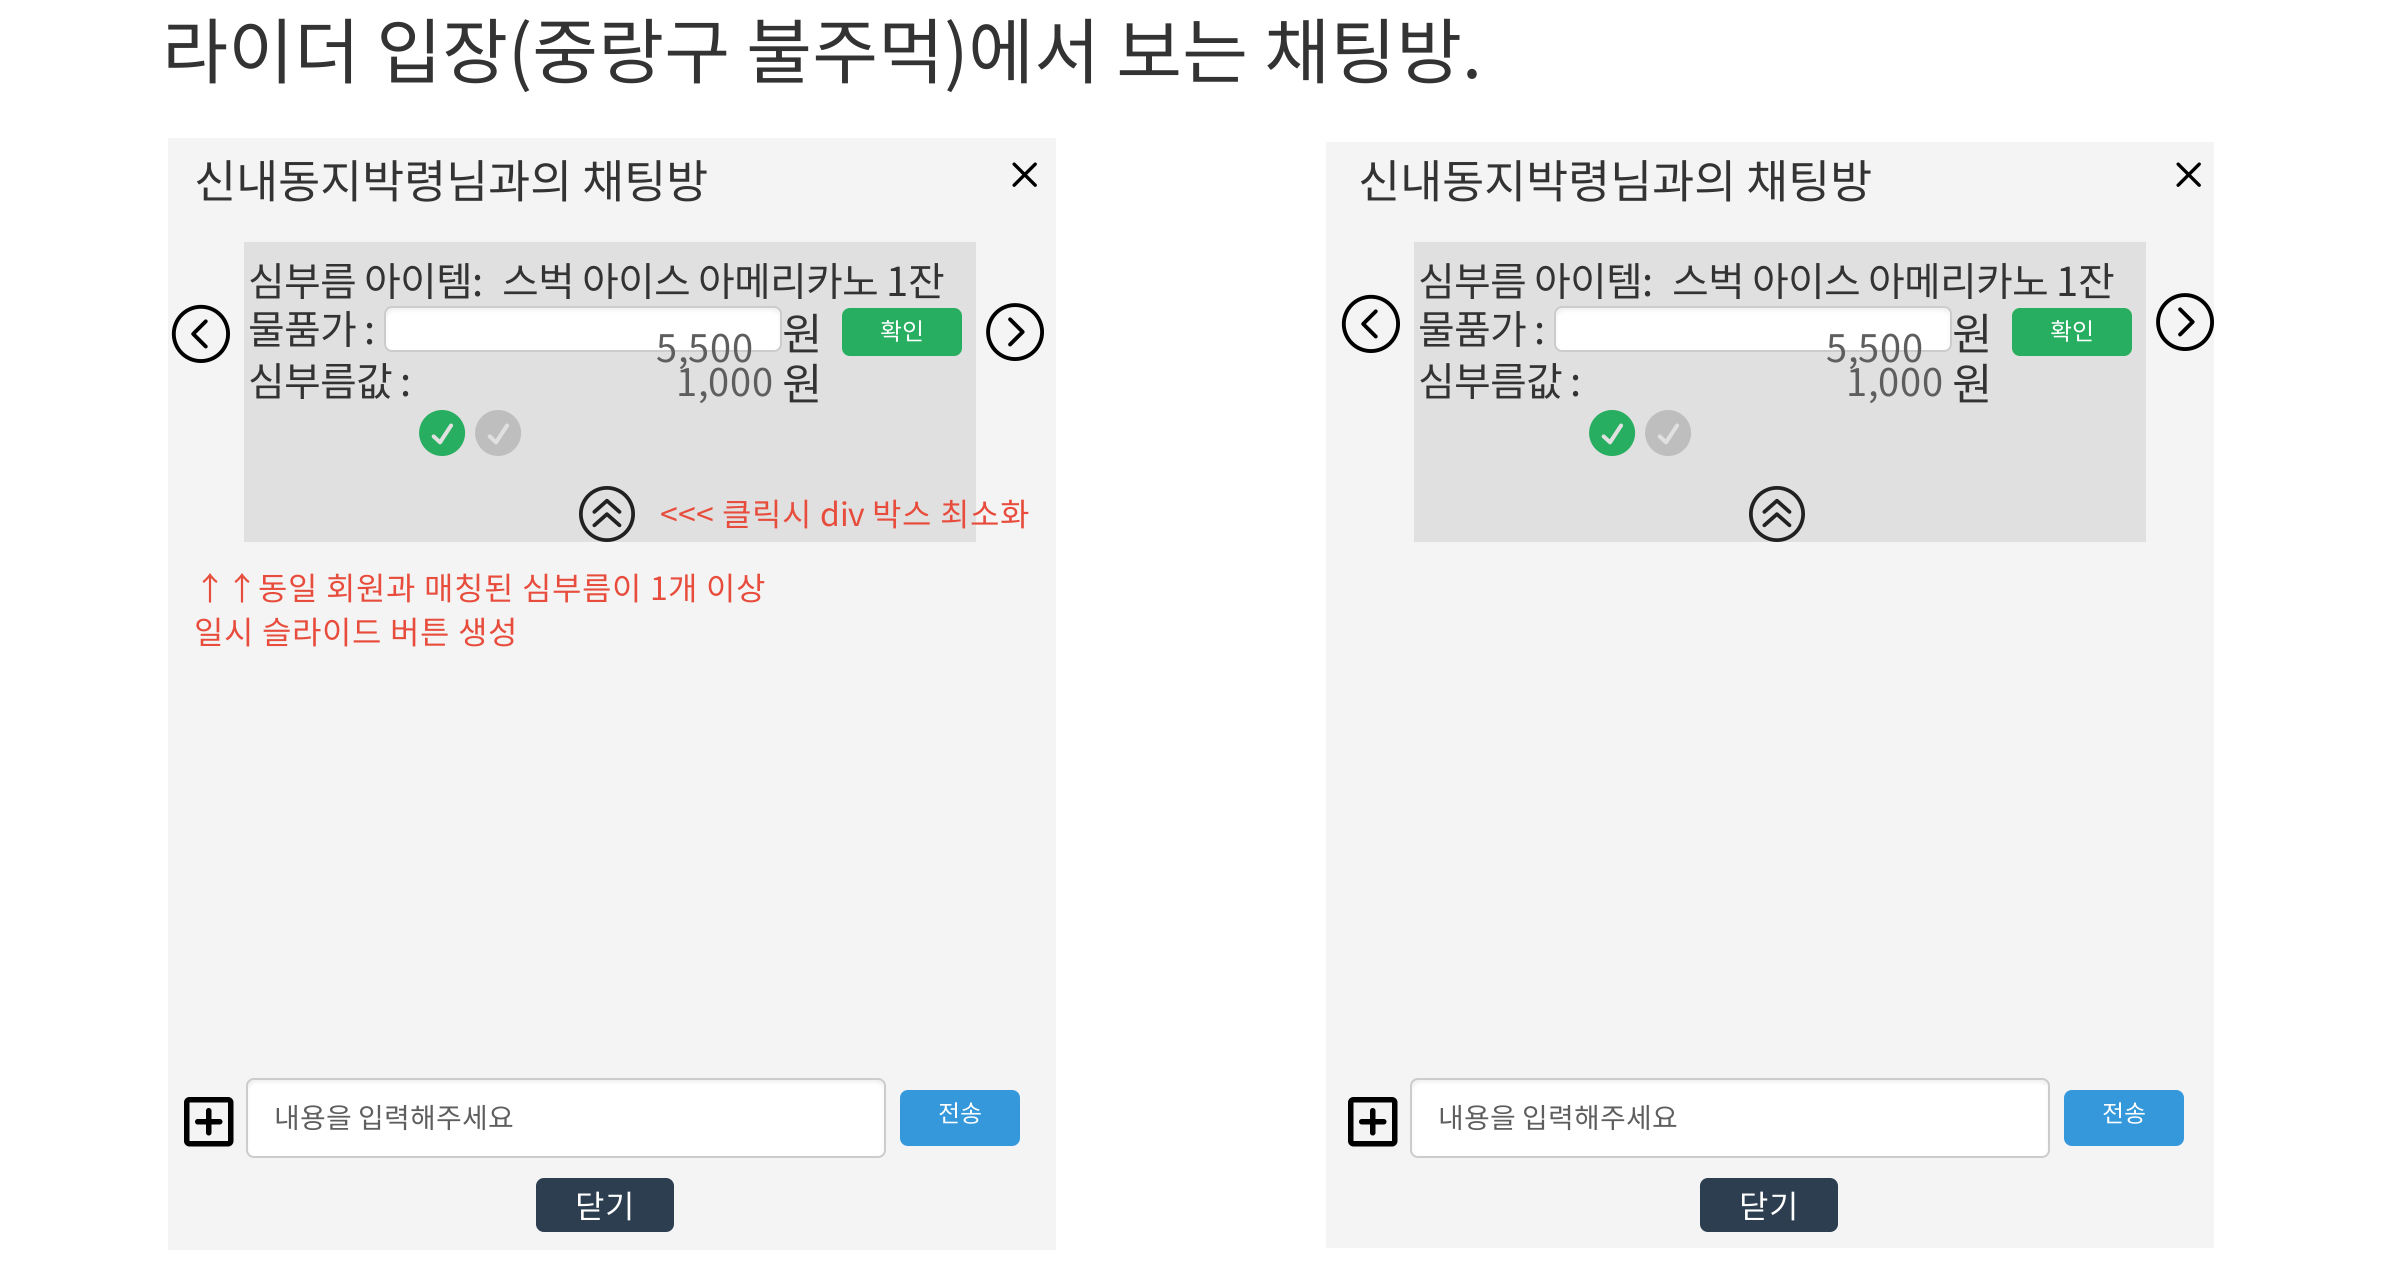 라이더 입장(중랑구 불주먹)에서 보는 채팅방.
신내동지박령님과의 채팅방
심부름 아이템:  스벅 아이스 아메리카노 1잔
물품가 : 5,500 원 확인
심부름값 : 1,000 원
<<< 클릭시 div 박스 최소화
↑ ↑ 동일 회원과 매칭된 심부름이 1개 이상
일시 슬라이드 버튼 생성
내용을 입력해주세요 전송
닫기
신내동지박령님과의 채팅방
심부름 아이템:  스벅 아이스 아메리카노 1잔
물품가 : 5,500 원 확인
심부름값 : 1,000 원
내용을 입력해주세요 전송
닫기